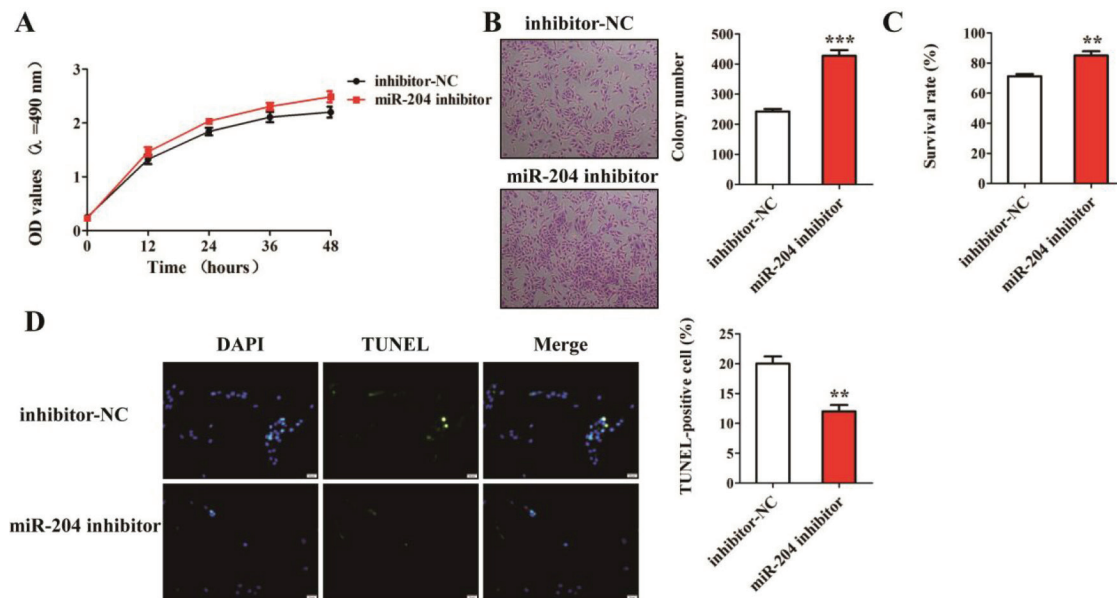 A
OD values (λ =490 nm)
3
2
1
0
0
12
24
36
48
Time (hours)
inhibitor-NC
miR-204 inhibitor
B
inhibitor-NC
miR-204 inhibitor
Colony number
500
400
300
200
100
0
***
inhibitor-NC
miR-204 inhibitor
C
Survival rate (%)
100
80
60
40
20
0
**
inhibitor-NC
miR-204 inhibitor
D
DAPI
TUNEL
Merge
inhibitor-NC
miR-204 inhibitor
TUNEL-positive cell (%)
25
20
15
10
5
0
**
inhibitor-NC
miR-204 inhibitor